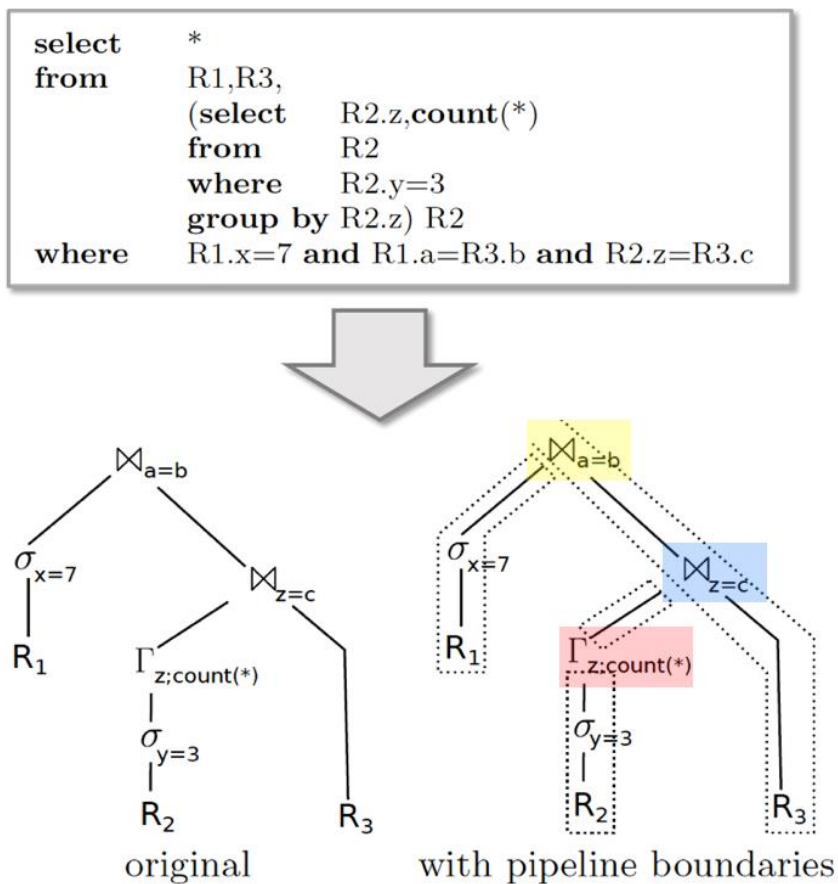 select *
from R1,R3,
(select R2.z,count(*)
from R2
where R2.y=3
group by R2.z) R2
where R1.x=7 and R1.a=R3.b and R2.z=R3.c
⋈a=b
σx=7
⋈z=c
R1
Γz;count(*)
σy=3
R2
R3
original
⋈a=b
σx=7
⋈z=c
R1
Γz;count(*)
σy=3
R2
R3
with pipeline boundaries